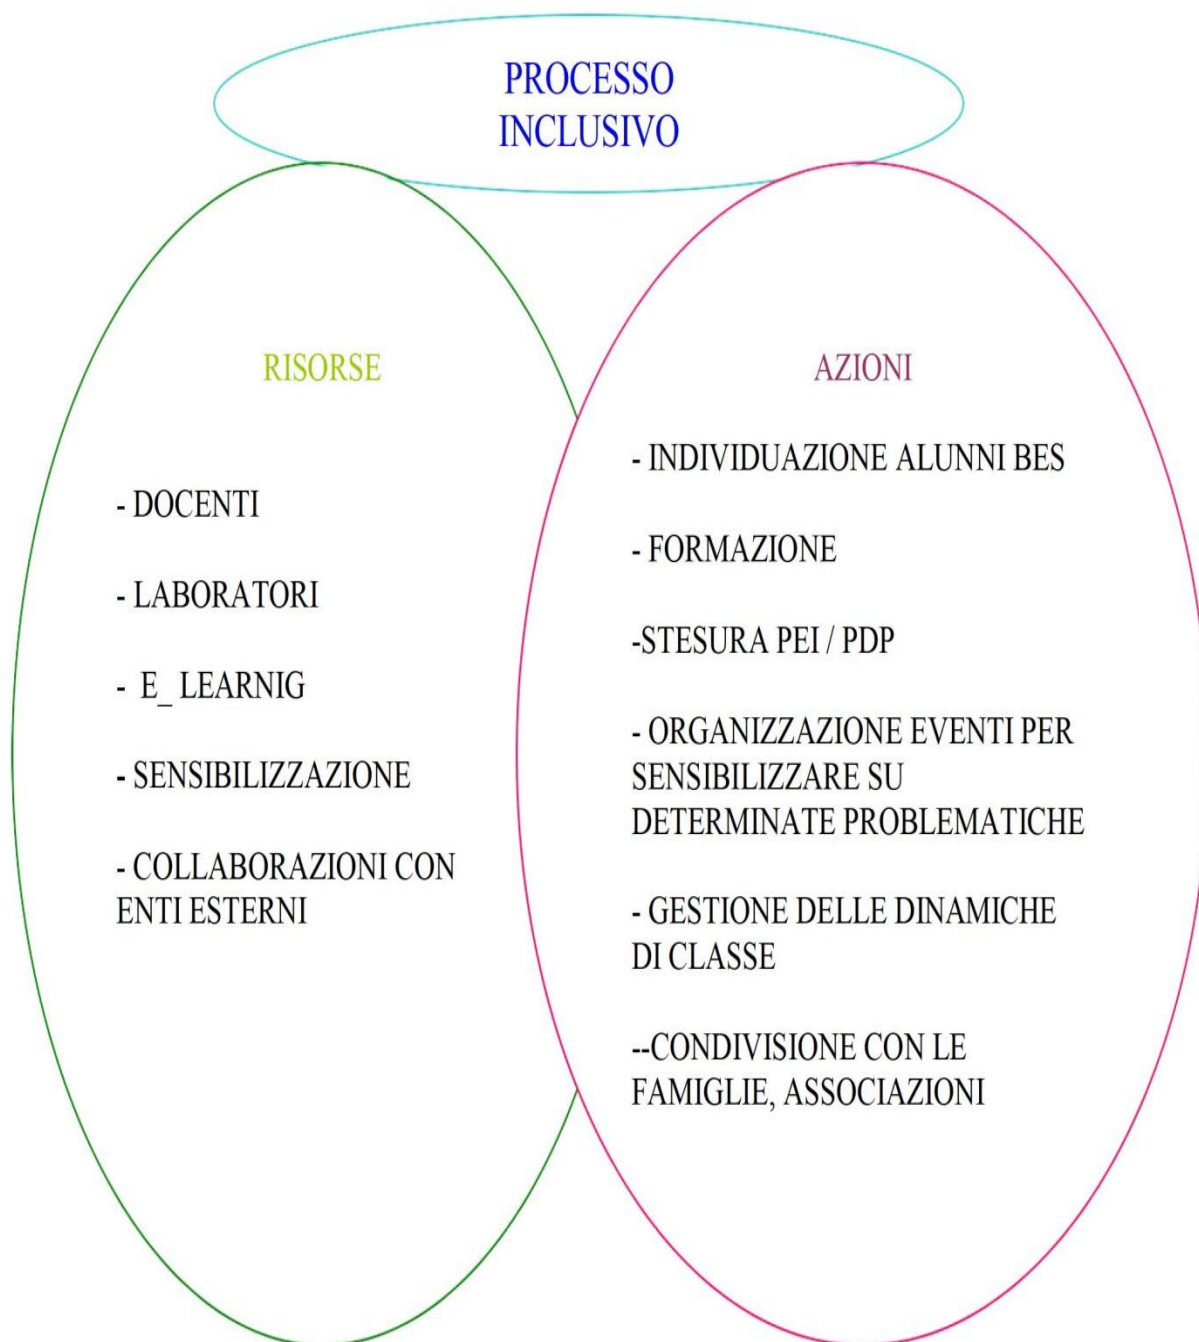 PROCESSO
INCLUSIVO
RISORSE
- DOCENTI
- LABORATORI
- E_ LEARNIG
- SENSIBILIZZAZIONE
- COLLABORAZIONI CON
ENTI ESTERNI
AZIONI
- INDIVIDUAZIONE ALUNNI BES
- FORMAZIONE
-STESURA PEI / PDP
- ORGANIZZAZIONE EVENTI PER
SENSIBILIZZARE SU
DETERMINATE PROBLEMATICHE
- GESTIONE DELLE DINAMICHE
DI CLASSE
--CONDIVISIONE CON LE
FAMIGLIE, ASSOCIAZIONI